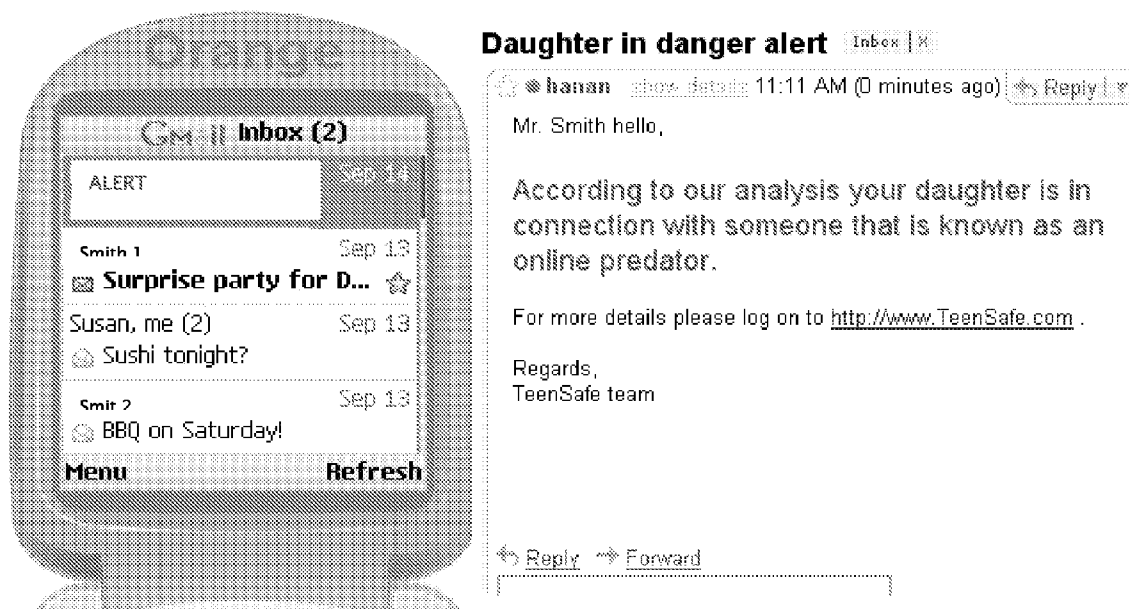 Orange
GMail Inbox (2)
ALERT
Sep 14
Smith 1
Sep 13
Surprise party for D...
Susan, me (2)
Sep 13
Sushi tonight?
Smit 2
Sep 13
BBQ on Saturday!
Menu
Refresh
Daughter in danger alert
Inbox | X
hanan show details 11:11 AM (0 minutes ago)
Reply
Mr. Smith hello,
According to our analysis your daughter is in
connection with someone that is known as an
online predator.
For more details please log on to http://www.TeenSafe.com .
Regards,
TeenSafe team
Reply
Forward